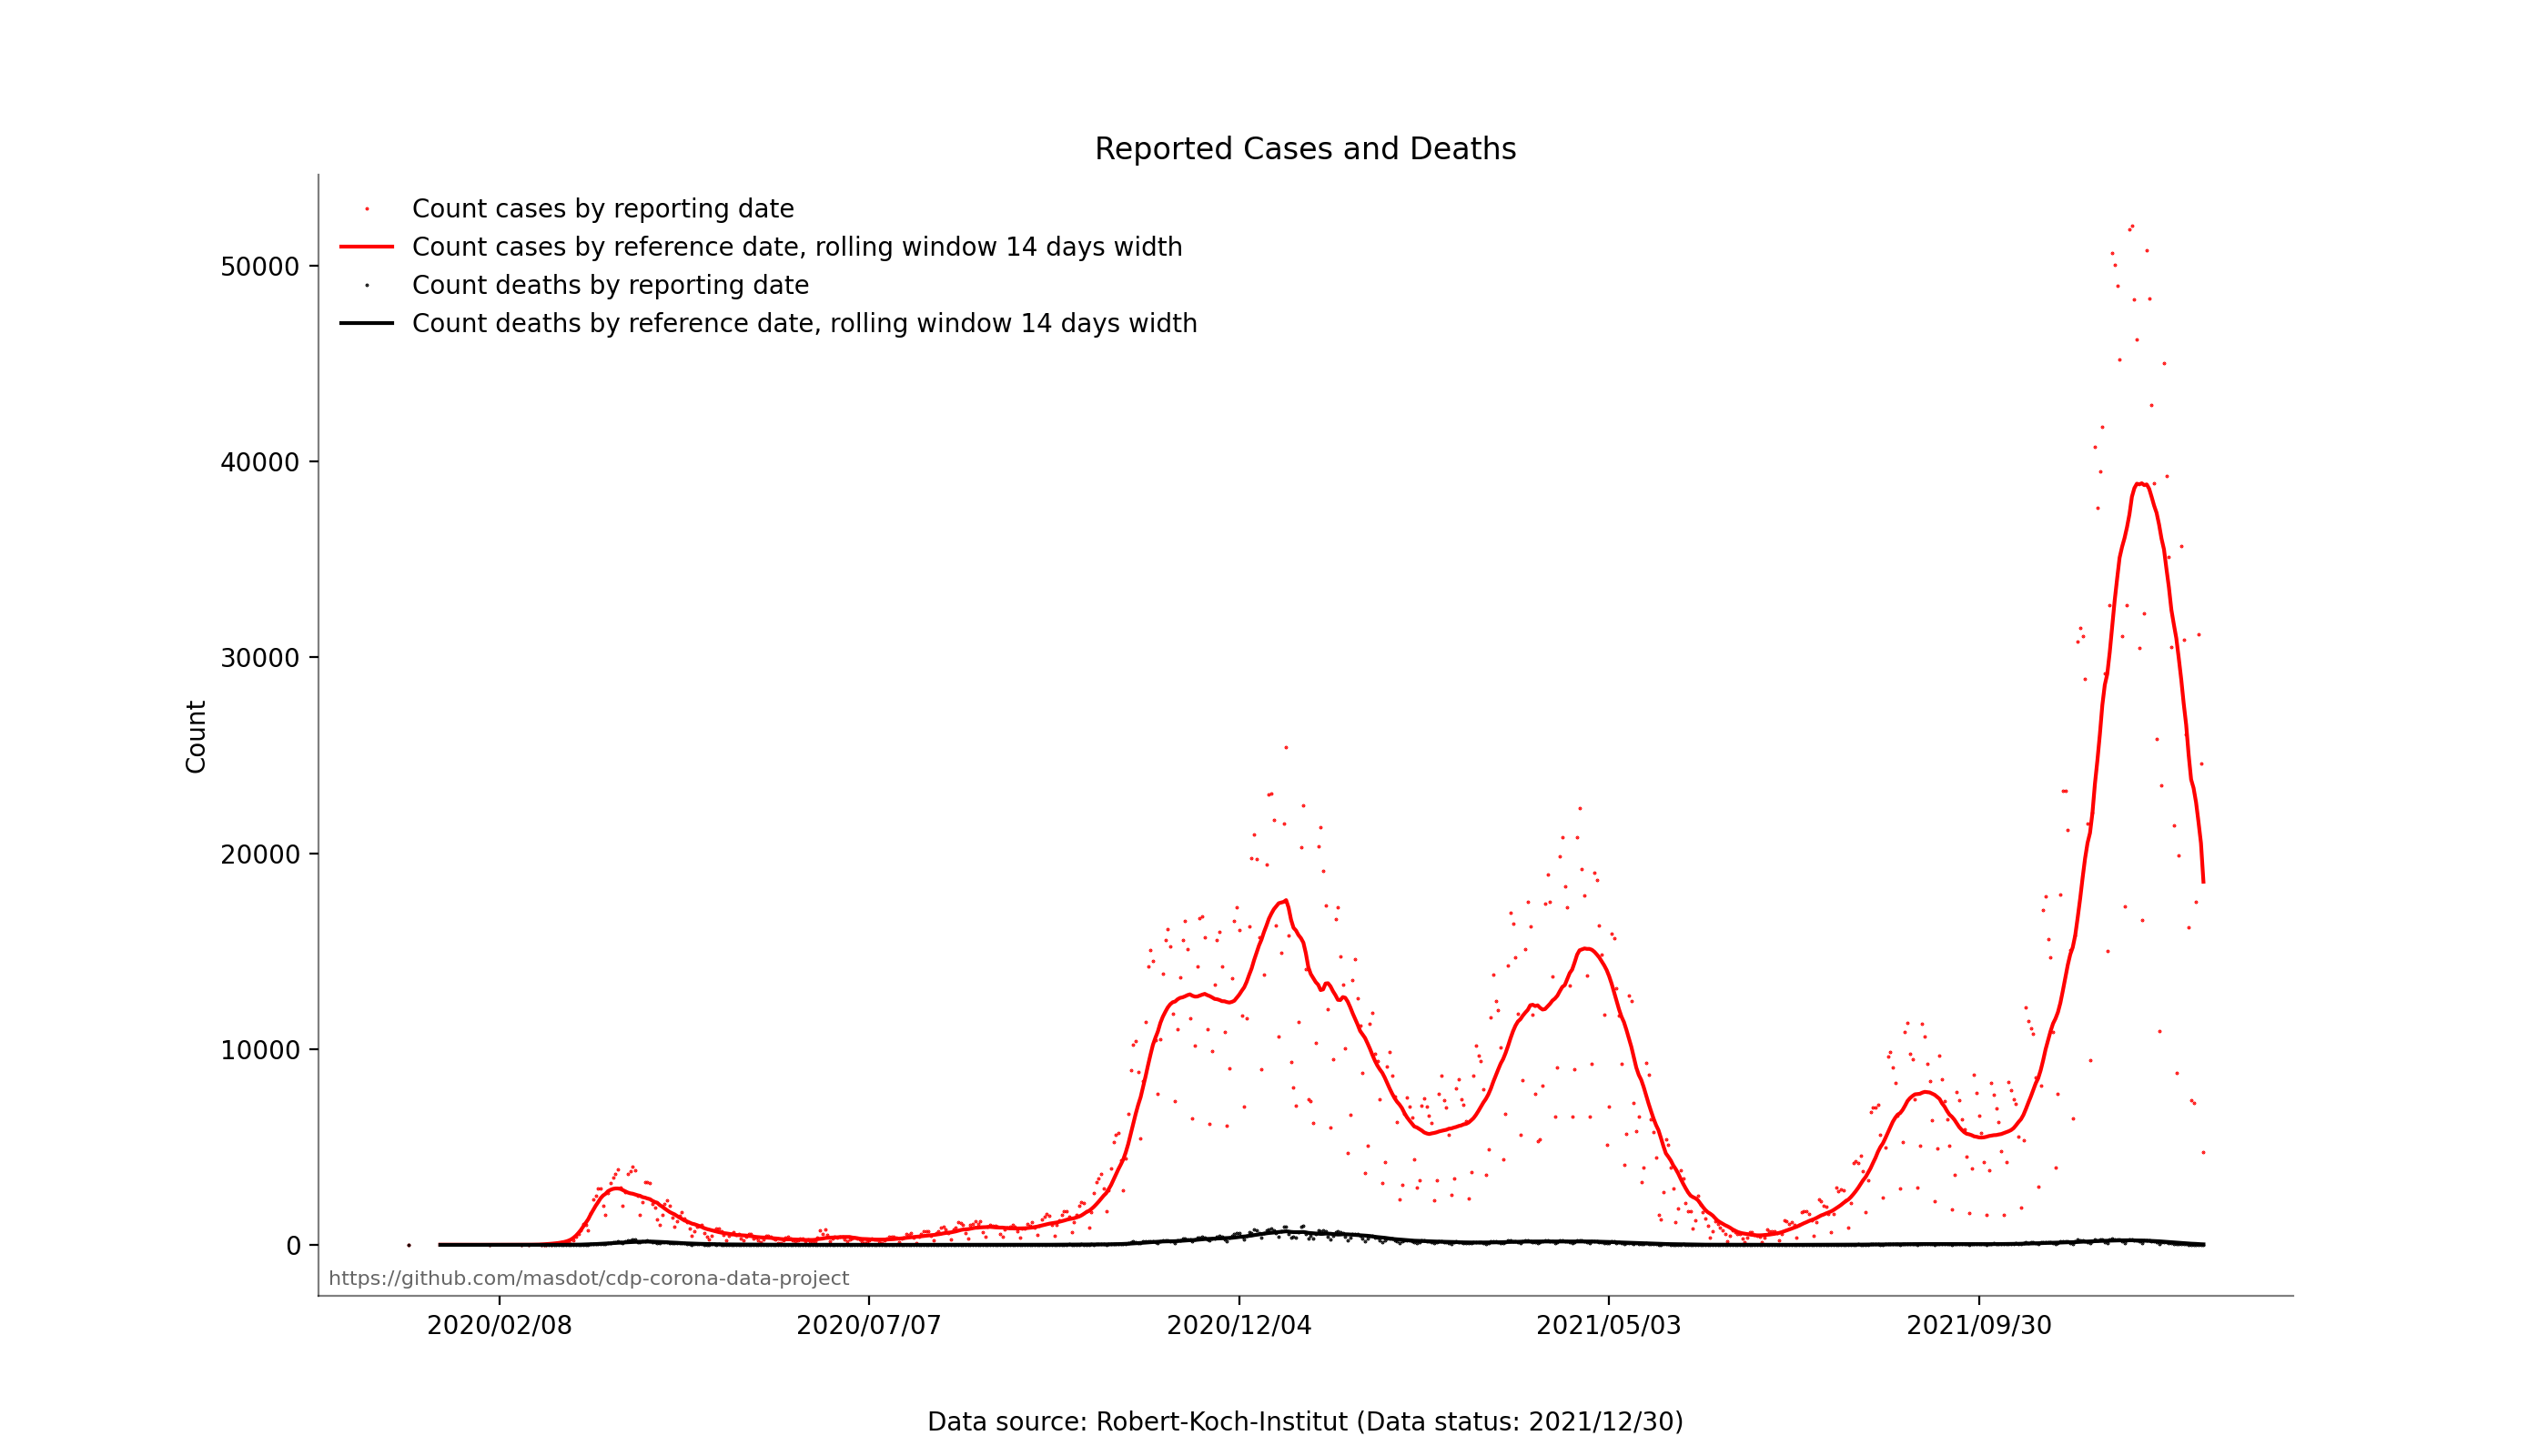 Reported Cases and Deaths
Count cases by reporting date
Count cases by reference date, rolling window 14 days width
Count deaths by reporting date
Count deaths by reference date, rolling window 14 days width
50000
40000
30000
20000
10000
0
Count
https://github.com/masdot/cdp-corona-data-project
2020/02/08 2020/07/07 2020/12/04 2021/05/03 2021/09/30
Data source: Robert-Koch-Institut (Data status: 2021/12/30)